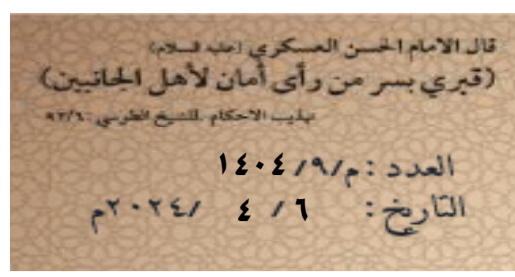 قال الامام الحسن العسكري (عليه السلام)
(قبري بسر من رأى أمان لأهل الجانبين)
تهذيب الاحكام .للشيخ الطوسي :٩٣/٦
العدد : م/٩/ ١٤٠٤
التاريخ : ٦ / ٤ /٢٠٢٤م